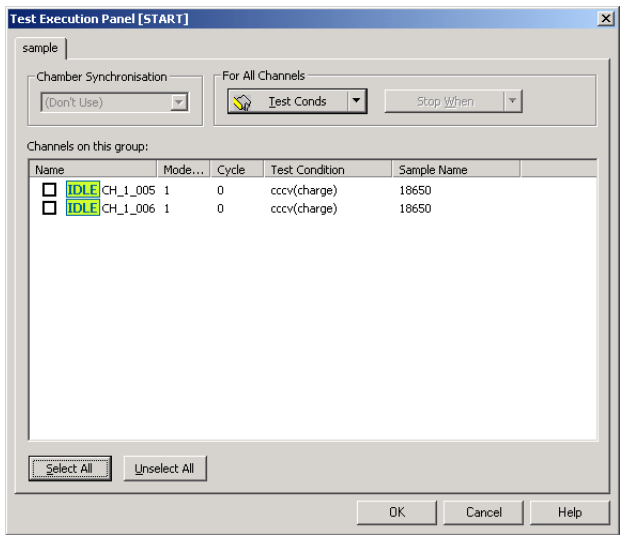 Test Execution Panel [START]
sample
Chamber Synchronisation
For All Channels
(Don't Use)
Test Conds
Stop When
Channels on this group:
Name Mode... Cycle Test Condition Sample Name
IDLE CH_1_005 1 0 cccv(charge) 18650
IDLE CH_1_006 1 0 cccv(charge) 18650
Select All Unselect All
OK Cancel Help